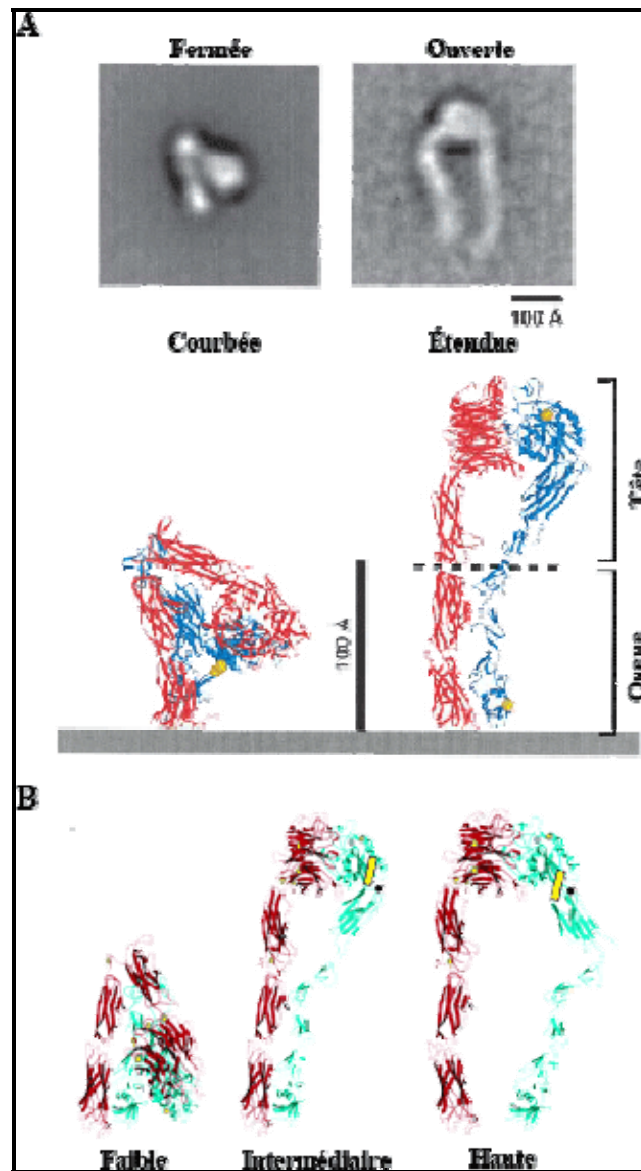 A
Fermée Ouverte
100 Å
Courbée Étendue
Tête
100 Å
Queue
B
Faible Intermédiaire Haute